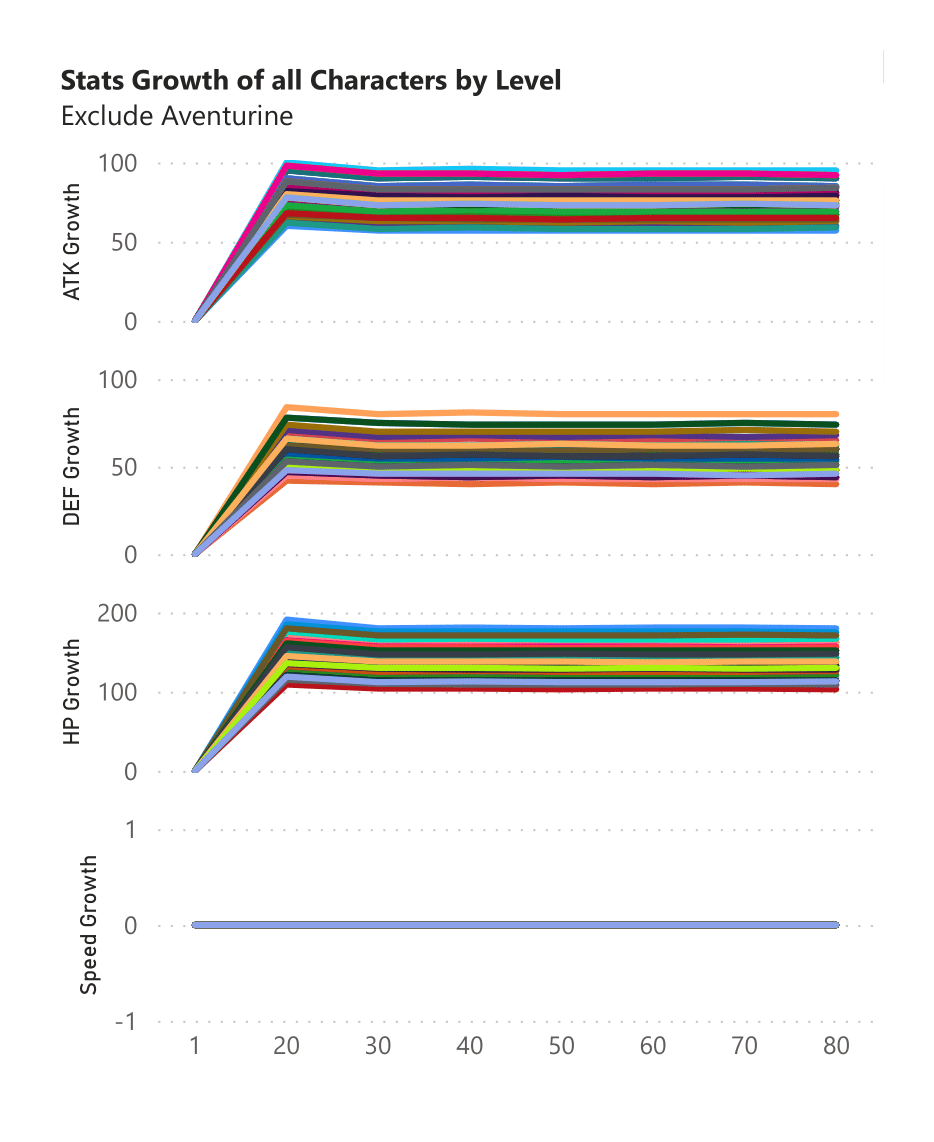 Stats Growth of all Characters by Level
Exclude Aventurine
ATK Growth
100
50
0
DEF Growth
100
50
0
HP Growth
200
100
0
Speed Growth
1
0
-1
1 20 30 40 50 60 70 80